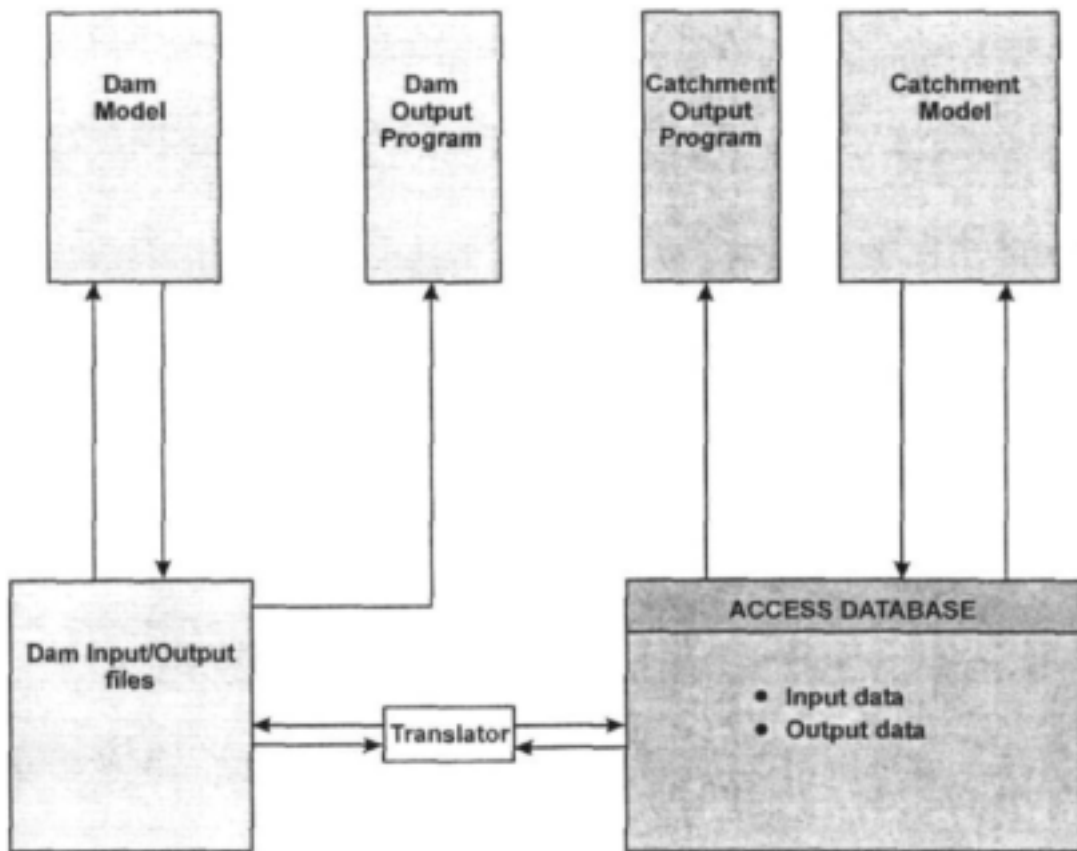 Dam
Model
Dam
Output
Program
Catchment
Output
Program
Catchment
Model
Dam Input/Output
files
Translator
ACCESS DATABASE
• Input data
• Output data